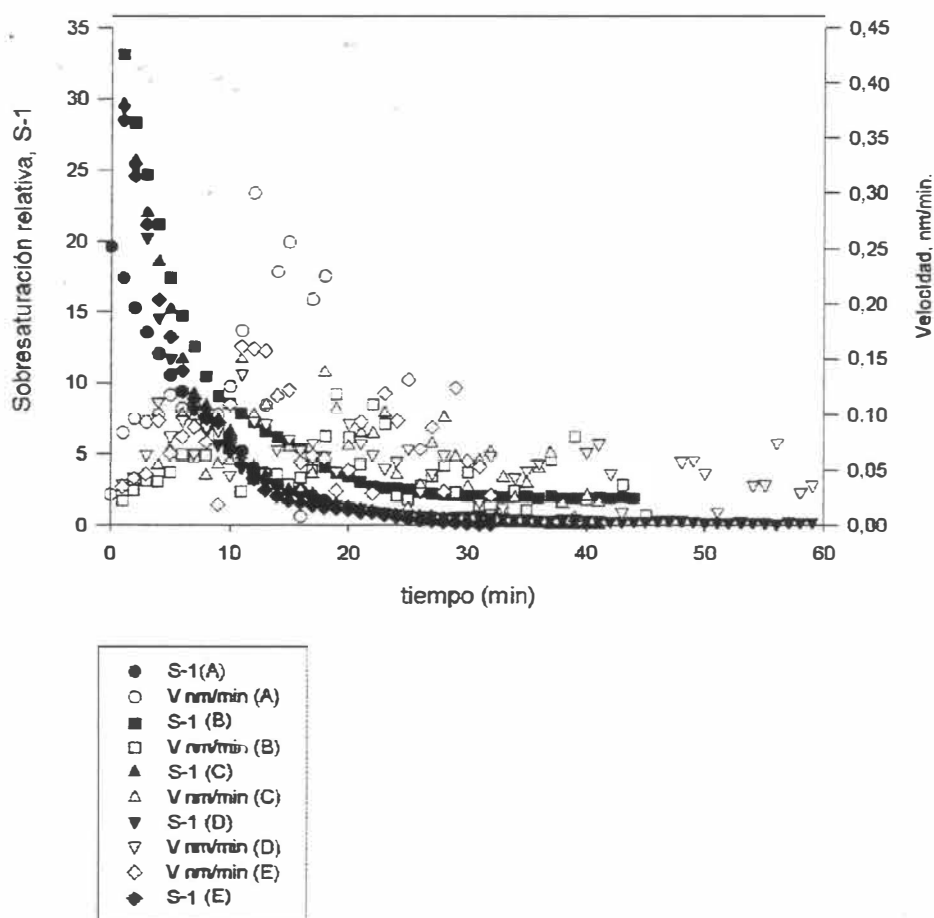 35
30
25
20
15
10
5
0
Sobresaturación relativa, S-1
0,45
0,40
0,35
0,30
0,25
0,20
0,15
0,10
0,05
0,00
Velocidad, nm/min.
0
10
20
30
40
50
60
tiempo (min)
S-1(A)
V nm/min (A)
S-1 (B)
V nm/min (B)
S-1 (C)
V nm/min (C)
S-1 (D)
V nm/min (D)
V nm/min (E)
S-1 (E)